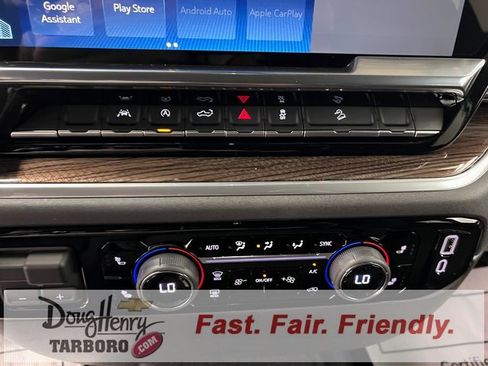 Google Assistant
Play Store
Android Auto
Apple CarPlay
AUTO
SYNC
A/C
ON/OFF
LO
LO
Doug Henry
TARBORO .COM
Fast. Fair. Friendly.